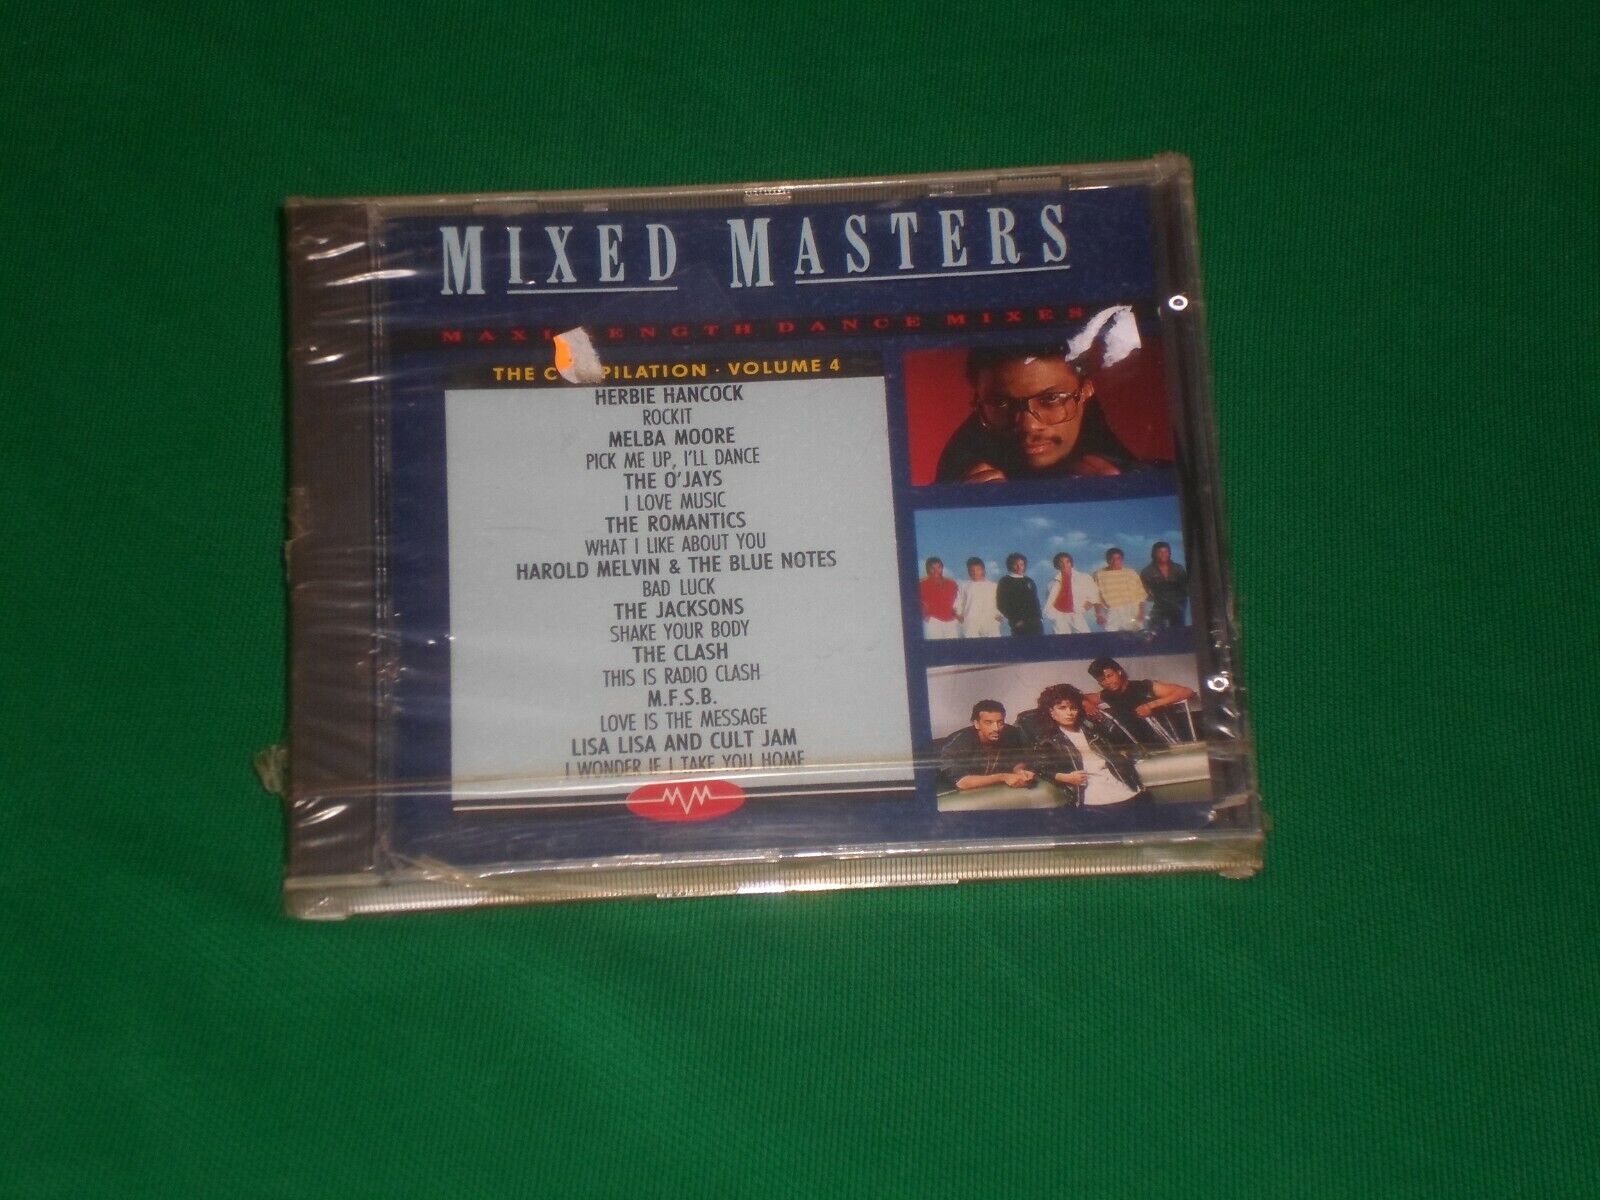 MIXED MASTERS
DANCE MIXES
THE PILATION · VOLUME 4
HERBIE HANCOCK
ROCKIT
MELBA MOORE
PICK ME UP, I'LL DANCE
THE O'JAYS
I LOVE MUSIC
THE ROMANTICS
WHAT I LIKE ABOUT YOU
HAROLD MELVIN & THE BLUE NOTES
BAD LUCK
THE JACKSONS
SHAKE YOUR BODY
THE CLASH
THIS IS RADIO CLASH
M.F.S.B.
LOVE IS THE MESSAGE
LISA LISA AND CULT JAM
I WONDER IF I TAKE YOU HOME